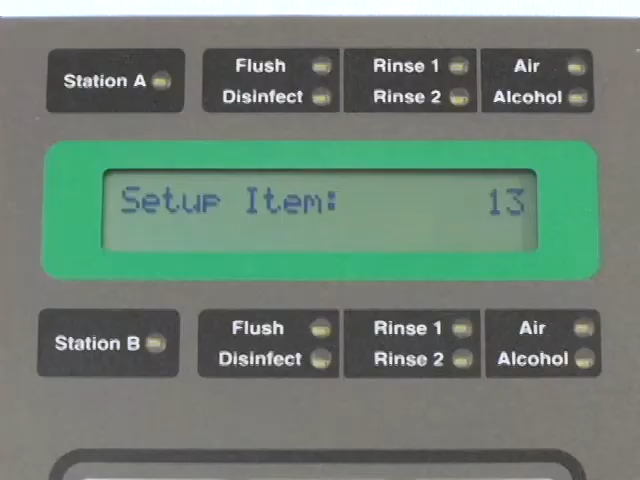 Station A
Flush
Disinfect
Rinse 1
Rinse 2
Air
Alcohol
Setup Item: 13
Station B
Flush
Disinfect
Rinse 1
Rinse 2
Air
Alcohol